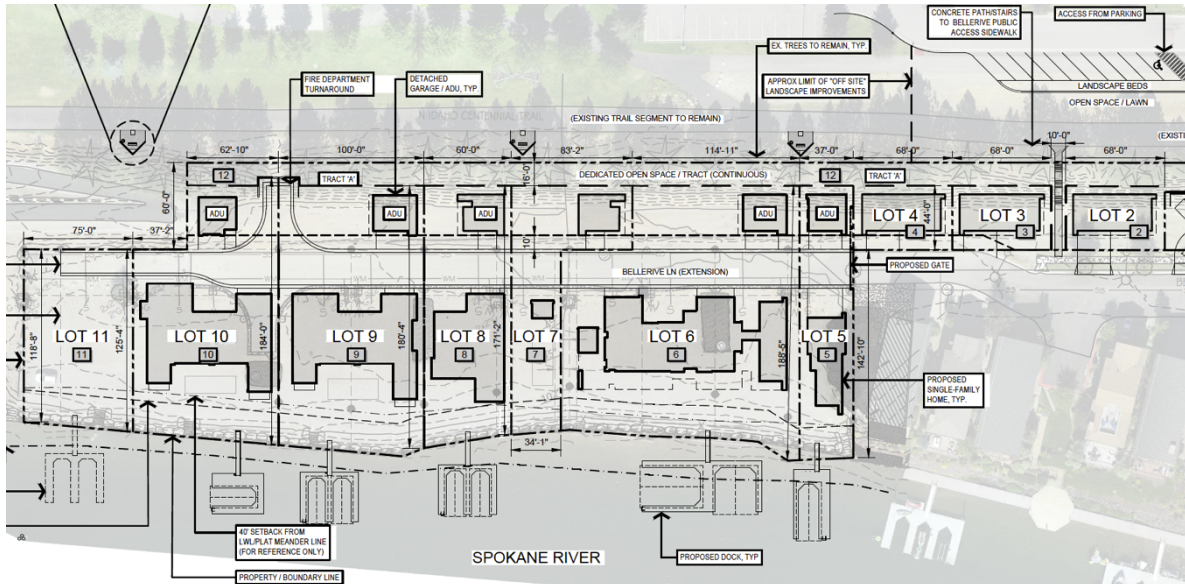 CONCRETE PATH/STAIRS
TO BELLERIVE PUBLIC
ACCESS SIDEWALK
ACCESS FROM PARKING
EX. TREES TO REMAIN, TYP.
FIRE DEPARTMENT
TURNAROUND
DETACHED
GARAGE / ADU, TYP
APPROX LIMIT OF "OFF SITE"
LANDSCAPE IMPROVEMENTS
LANDSCAPE BEDS
OPEN SPACE / LAWN
N IDAHO CENTENNIAL TRAIL
(EXISTING TRAIL SEGMENT TO REMAIN)
(EXISTI
62'-10"
100'-0"
60'-0"
83'-2"
114'-11"
37'-0"
68'-0"
68'-0"
10'-0"
68'-0"
12
TRACT 'A'
16'-0"
DEDICATED OPEN SPACE / TRACT (CONTINUOUS)
12
TRACT 'A'
60'-0"
ADU
ADU
ADU
ADU
ADU
LOT 4
4
44'-0"
LOT 3
3
LOT 2
2
75'-0"
37'-2"
10'
BELLERIVE LN (EXTENSION)
PROPOSED GATE
118'-8"
LOT 11
11
125'-4"
LOT 10
10
184'-0"
LOT 9
9
180'-4"
LOT 8
8
171'-2"
LOT 7
7
LOT 6
6
188'-5"
LOT 5
5
142'-10"
PROPOSED
SINGLE-FAMILY
HOME, TYP.
34'-1"
40' SETBACK FROM
LWL/PLAT MEANDER LINE
(FOR REFERENCE ONLY)
SPOKANE RIVER
PROPOSED DOCK, TYP
PROPERTY / BOUNDARY LINE